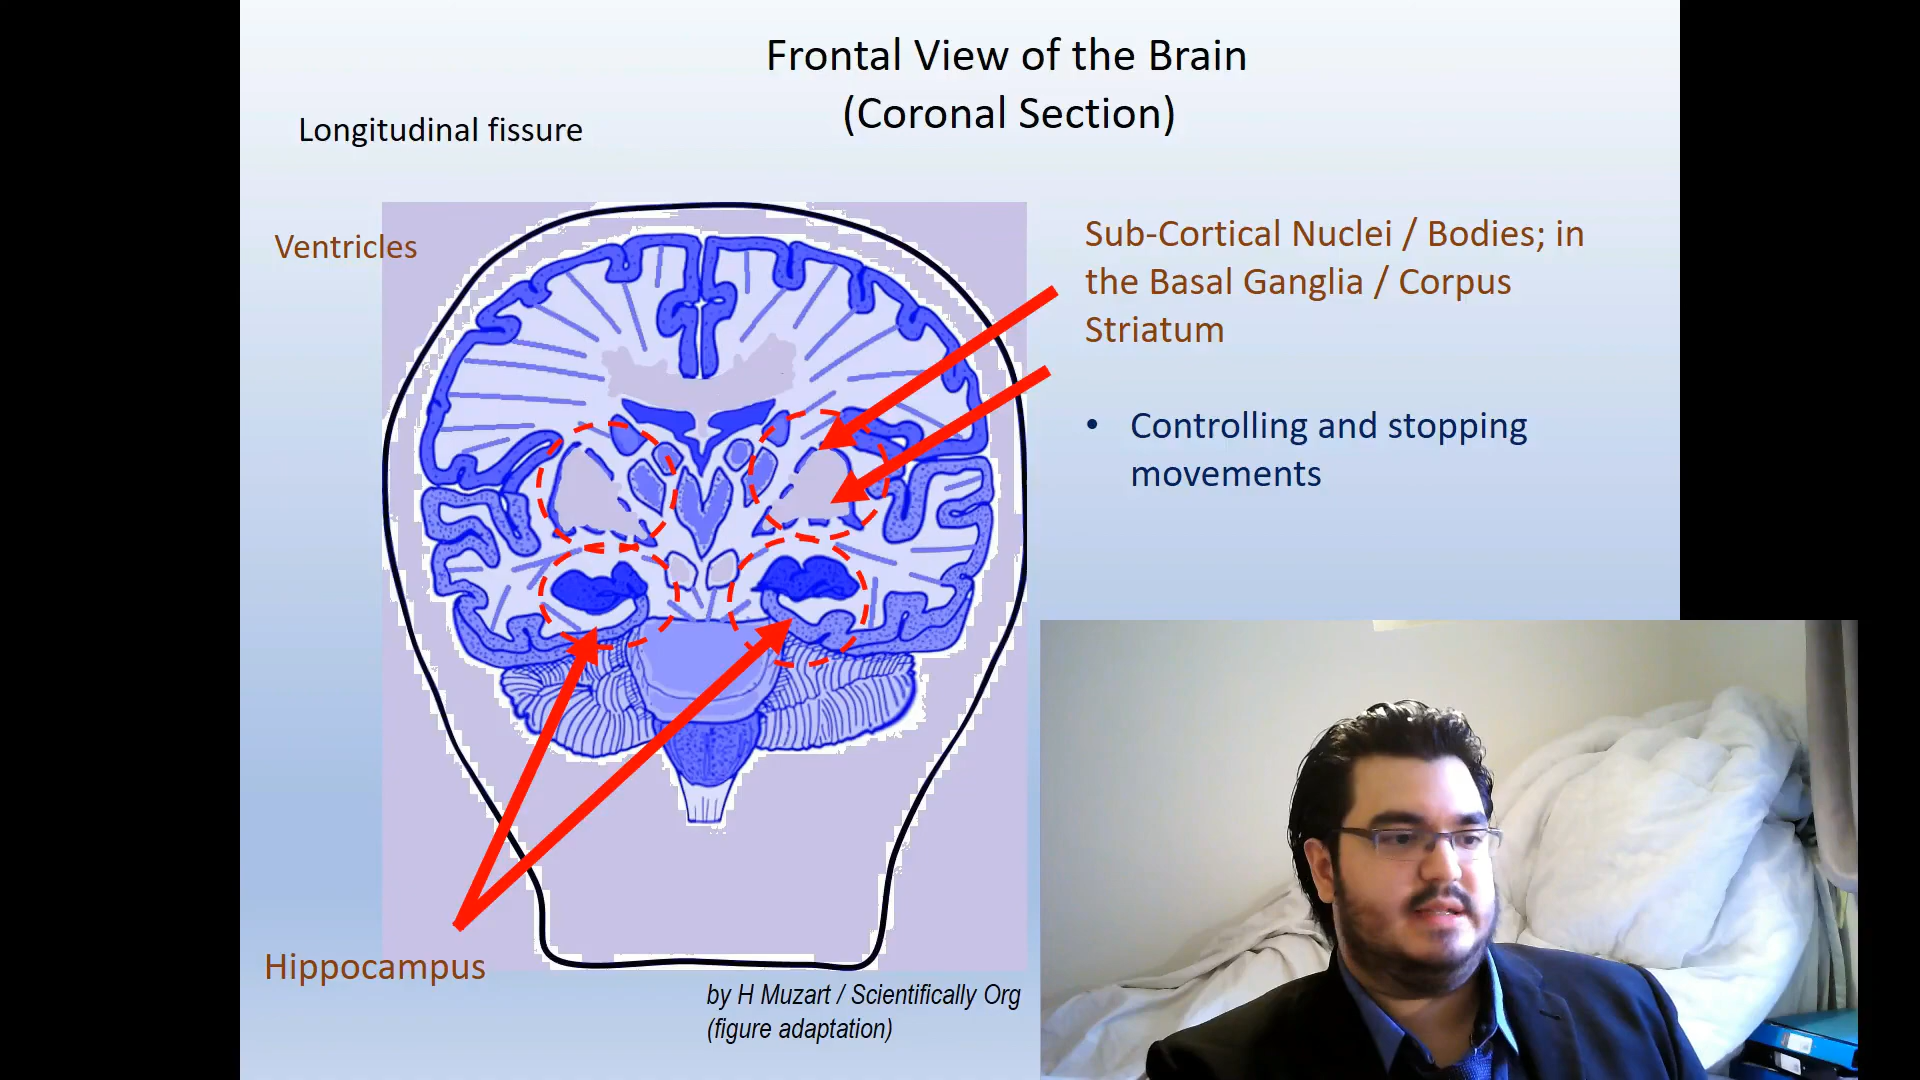 Frontal View of the Brain
(Coronal Section)
Longitudinal fissure
Ventricles
Sub-Cortical Nuclei / Bodies; in
the Basal Ganglia / Corpus
Striatum
• Controlling and stopping
movements
Hippocampus
by H Muzart / Scientifically Org
(figure adaptation)